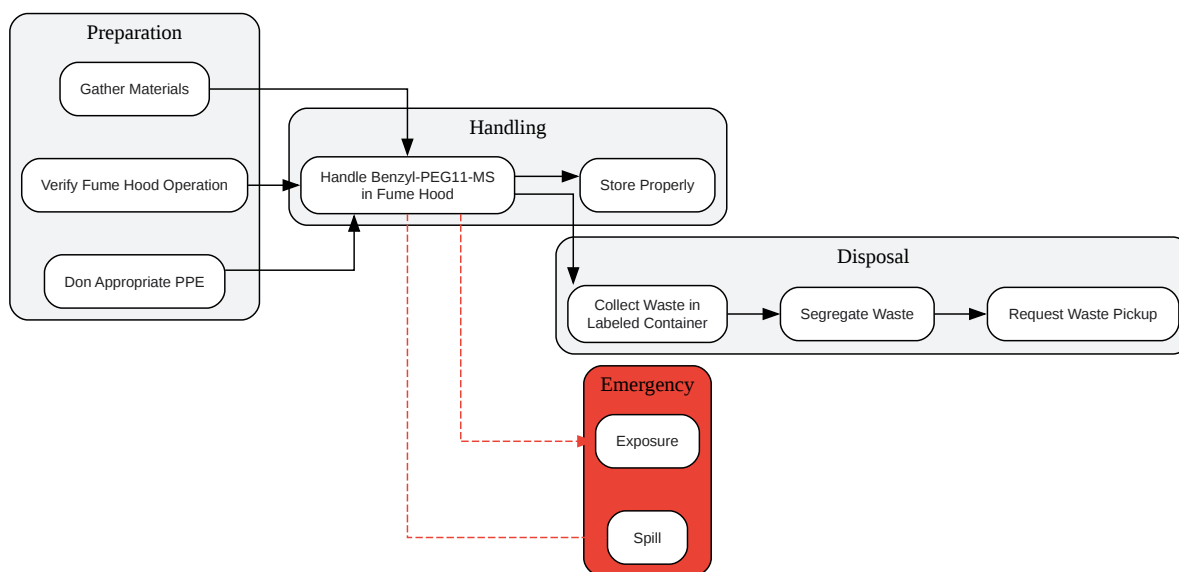 Preparation
Gather Materials
Verify Fume Hood Operation
Don Appropriate PPE
Handling
Handle Benzyl-PEG11-MS
in Fume Hood
Store Properly
Disposal
Collect Waste in
Labeled Container
Segregate Waste
Request Waste Pickup
Emergency
Exposure
Spill